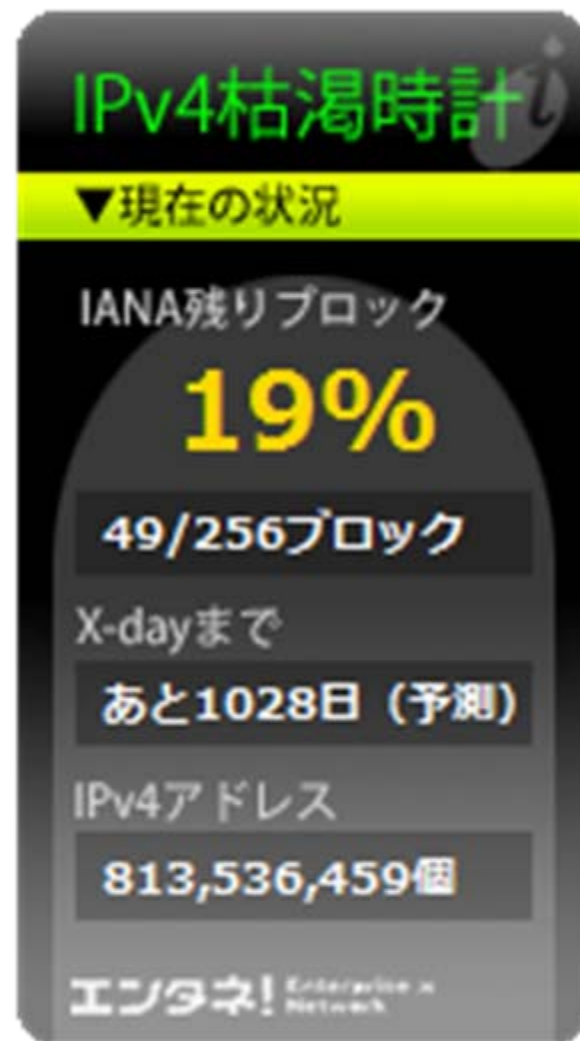 IPv4枯渇時計
▼現在の状況
IANA残りブロック
19%
49/256ブロック
X-dayまで
あと1028日（予測）
IPv4アドレス
813,536,459個
エンタネ! Enterprise x
Network